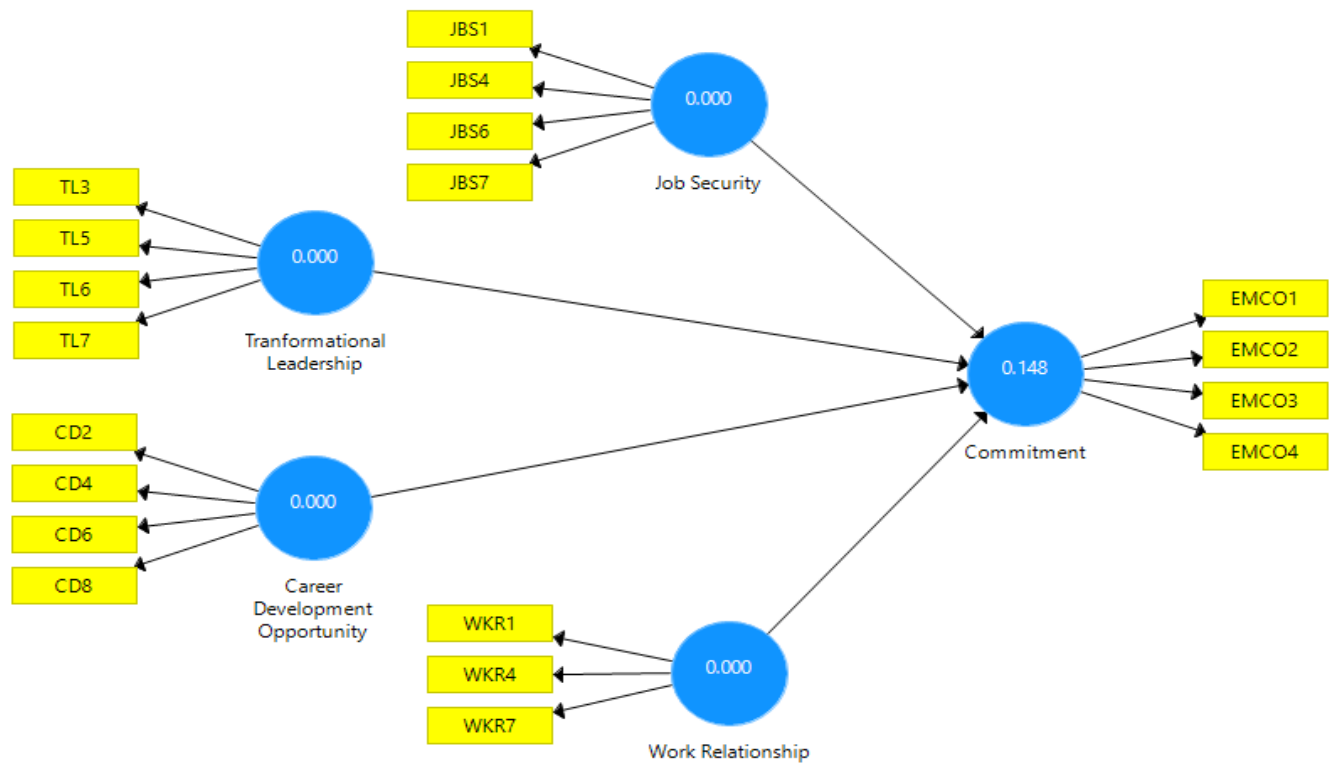 JBS1
JBS4
JBS6
JBS7
0.000
Job Security
TL3
TL5
TL6
TL7
0.000
Tranformational
Leadership
EMCO1
EMCO2
EMCO3
EMCO4
0.148
Commitment
CD2
CD4
CD6
CD8
0.000
Career
Development
Opportunity
WKR1
WKR4
WKR7
0.000
Work Relationship